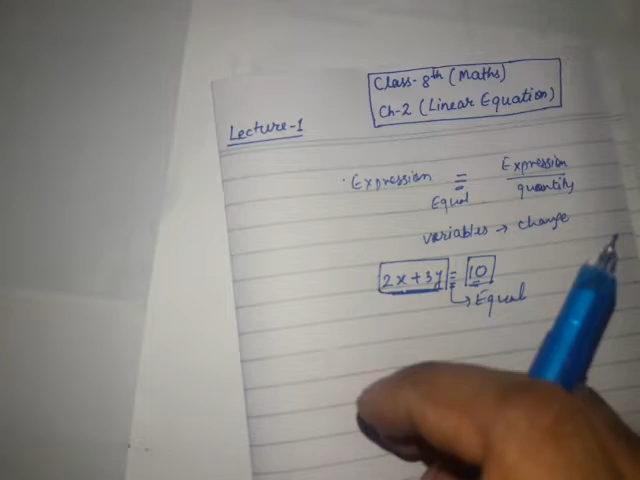 Class-8th (Maths)
Ch-2 (Linear Equation)
Lecture-1
Expression = Expression
Equal quantity
variables → change
2x+3y = 10
↳ Equal